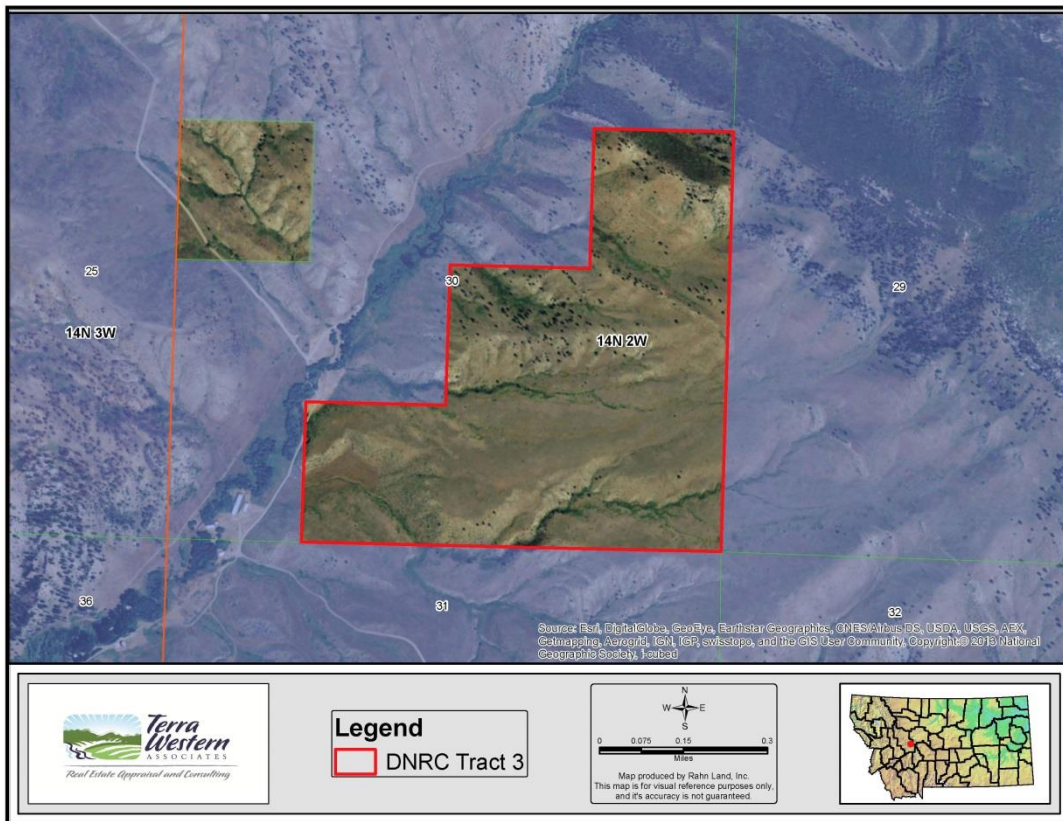 25
30
29
14N 3W
14N 2W
36
31
32
Source: Esri, DigitalGlobe, GeoEye, Earthstar Geographics, CNES/Airbus DS, USDA, USGS, AEX,
Getmapping, Aerogrid, IGN, IGP, swisstopo, and the GIS User Community, Copyright:© 2013 National
Geographic Society, i-cubed
Terra
Western
ASSOCIATES
Real Estate Appraisal and Consulting
Legend
DNRC Tract 3
N
W E
S
0 0.075 0.15 0.3
Miles
Map produced by Rahn Land, Inc.
This map is for visual reference purposes only,
and it's accuracy is not guaranteed.